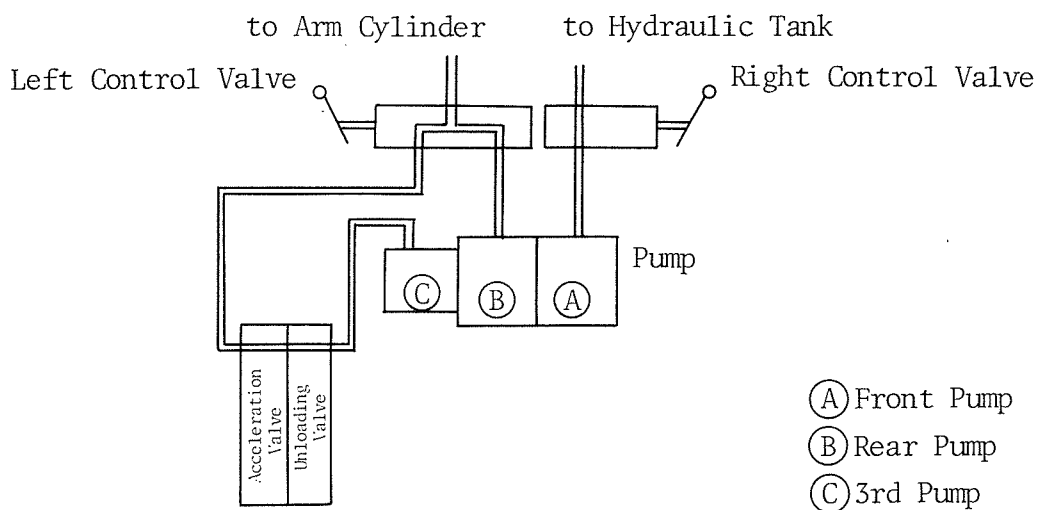 to Arm Cylinder
to Hydraulic Tank
Left Control Valve
Right Control Valve
Pump
C
B
A
Acceleration
Valve
Unloading
Valve
A Front Pump
B Rear Pump
C 3rd Pump